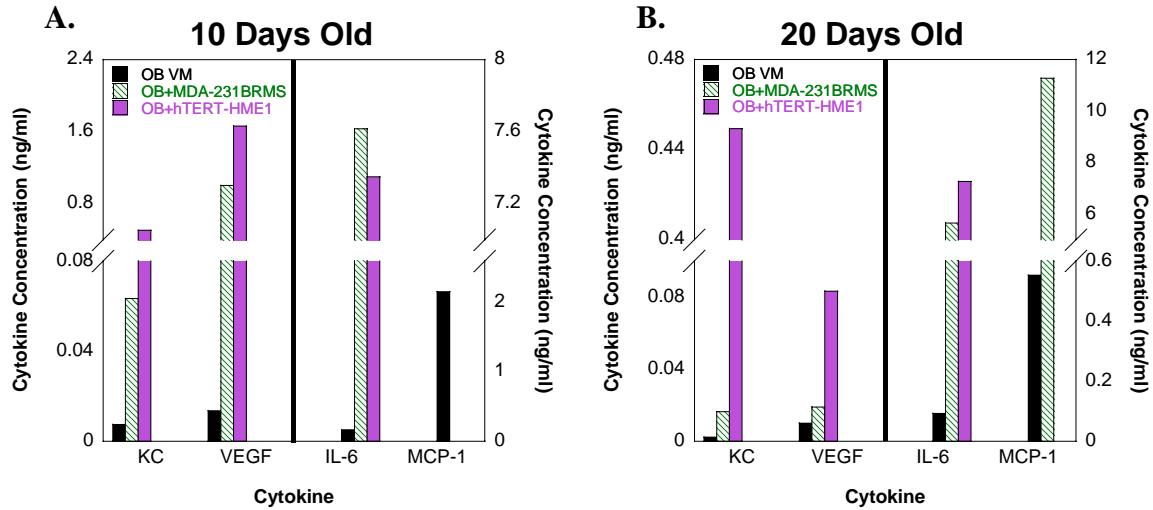 A.
10 Days Old
2.4
1.6
0.8
0.08
0.04
0
Cytokine Concentration (ng/ml)
OB VM
OB+MDA-231BRMS
OB+hTERT-HME1
8
7.6
7.2
2
1
0
Cytokine Concentration (ng/ml)
KC VEGF IL-6 MCP-1
Cytokine
B.
20 Days Old
0.48
0.44
0.4
0.08
0.04
0
Cytokine Concentration (ng/ml)
OB VM
OB+MDA-231BRMS
OB+hTERT-HME1
12
10
8
6
0.6
0.4
0.2
0
Cytokine Concentration (ng/ml)
KC VEGF IL-6 MCP-1
Cytokine